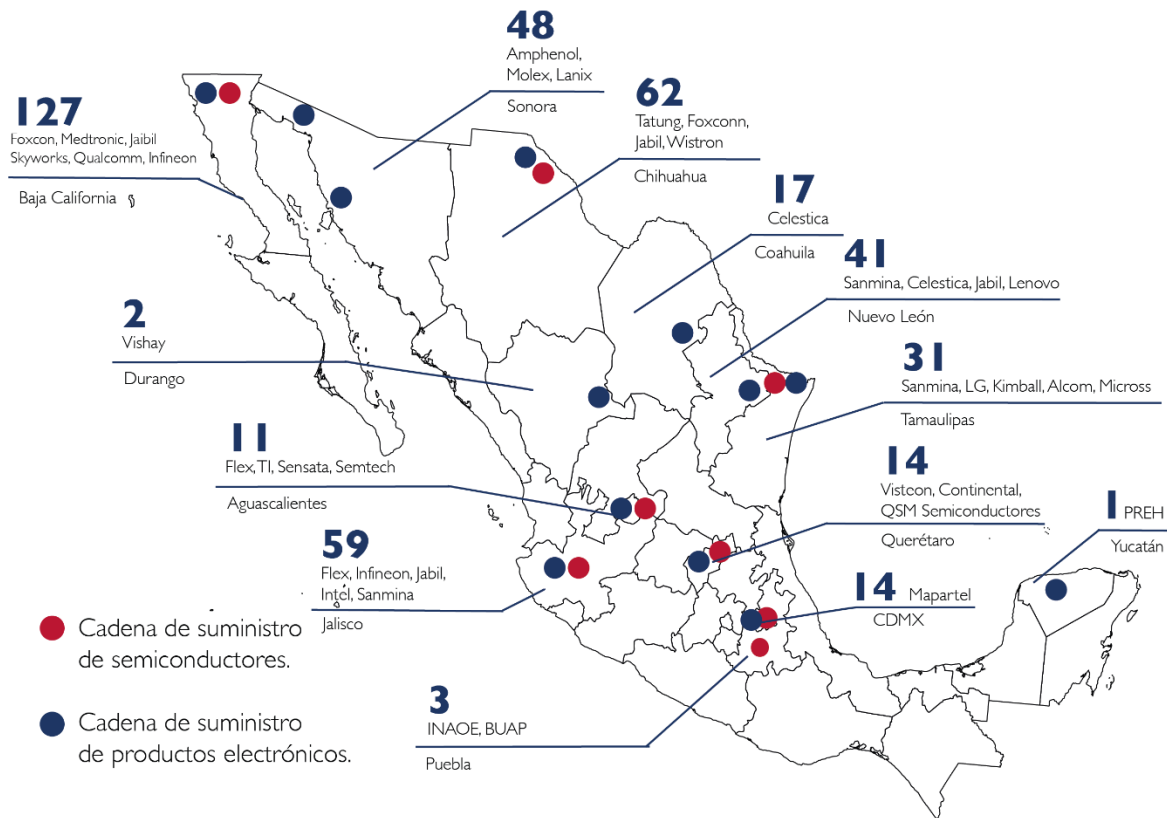 48
Amphenol,
Molex, Lanix
Sonora
127
Foxcon, Medtronic, Jaibil
Skyworks, Qualcomm, Infineon
Baja California
62
Tatung, Foxconn,
Jabil, Wistron
Chihuahua
17
Celestica
Coahuila
41
Sanmina, Celestica, Jabil, Lenovo
Nuevo León
2
Vishay
Durango
31
Sanmina, LG, Kimball, Alcom, Micross
Tamaulipas
11
Flex, TI, Sensata, Semtech
Aguascalientes
14
Visteon, Continental,
QSM Semiconductores
Querétaro
1 PREH
Yucatán
59
Flex, Infineon, Jabil,
Intel, Sanmina
Jalisco
14 Mapartel
CDMX
Cadena de suministro
de semiconductores.
3
INAOE, BUAP
Puebla
Cadena de suministro
de productos electrónicos.